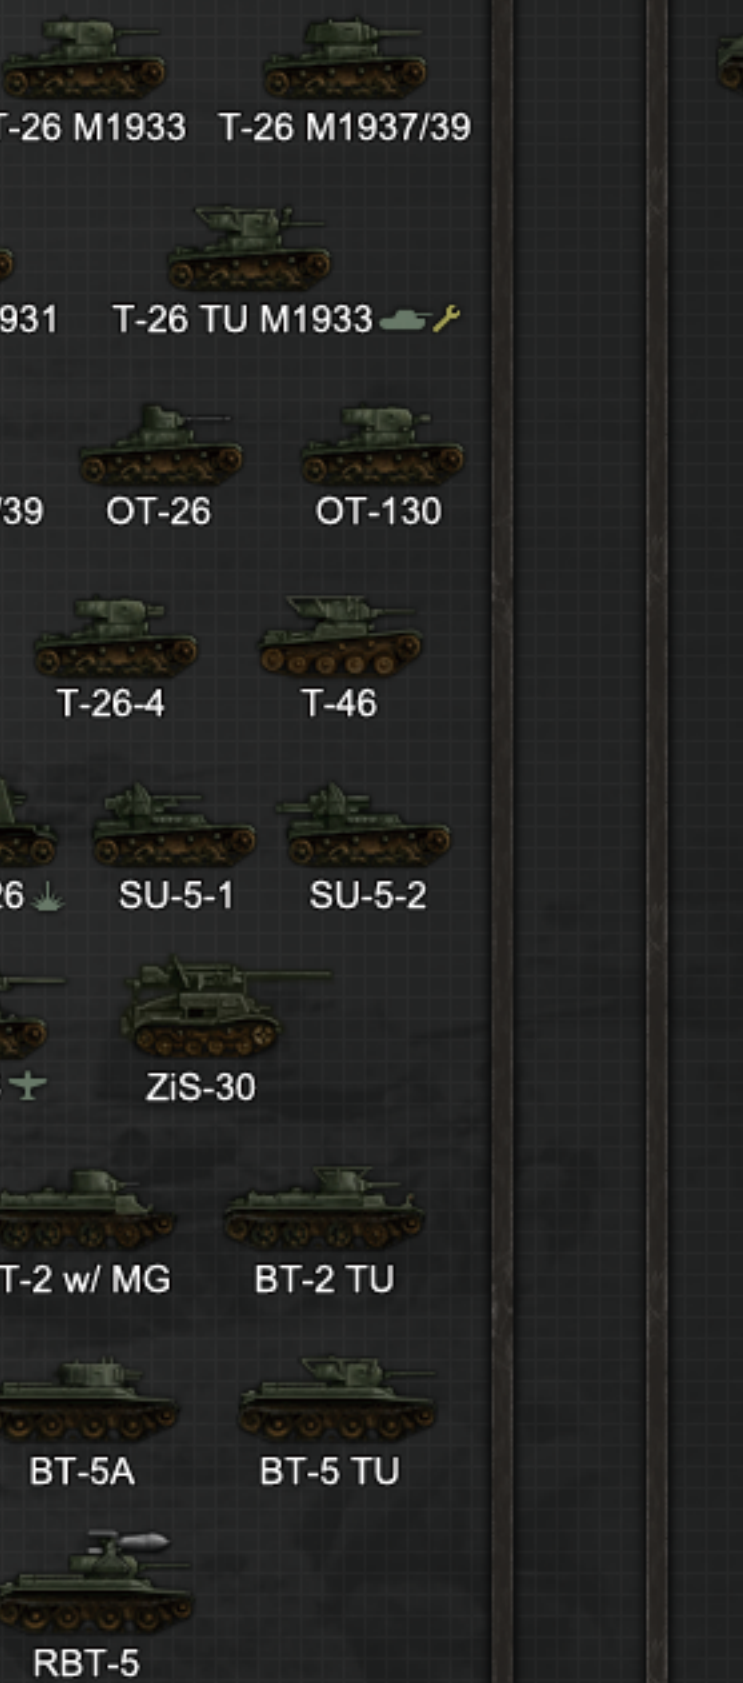 T-26 M1933 T-26 M1937/39
931 T-26 TU M1933
/39 OT-26 OT-130
T-26-4 T-46
26 SU-5-1 SU-5-2
ZiS-30
T-2 w/ MG BT-2 TU
BT-5A BT-5 TU
RBT-5